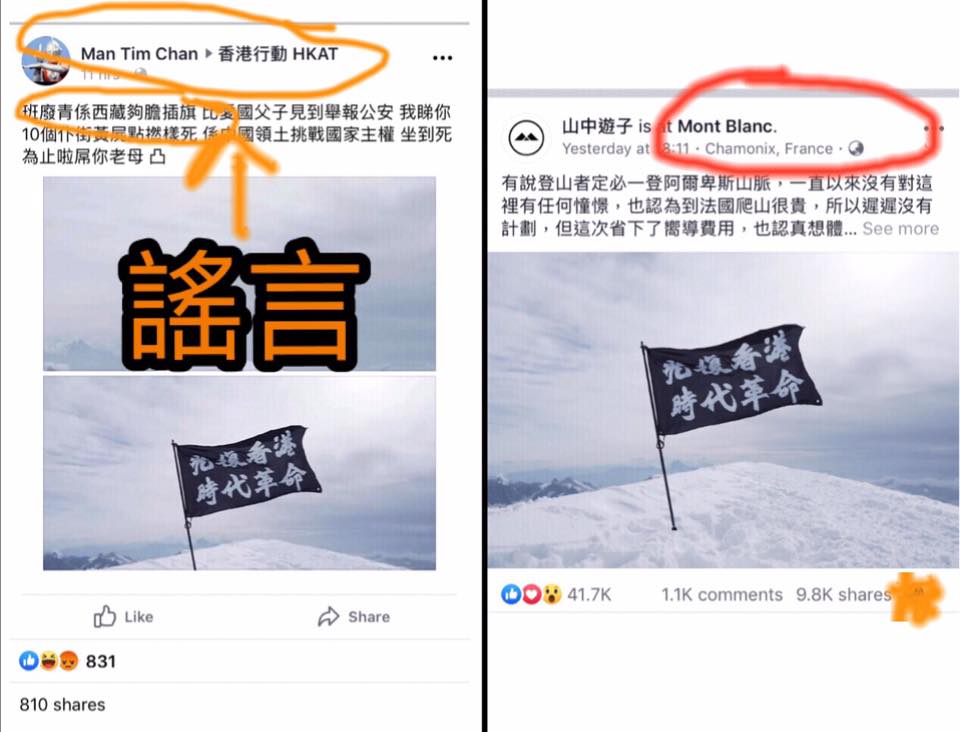 Man Tim Chan ▸ 香港行動 HKAT
11 hrs
班廢青係西藏夠膽插旗 比愛國父子見到舉報公安 我睇你
10個仆街黃屍點撚樣死 係中國領土挑戰國家主權 坐到死
為止啦屌你老母 凸
謠言
光復香港
時代革命
Like
Share
831
810 shares
山中遊子 is at Mont Blanc.
Yesterday at 8:11 · Chamonix, France ·
有說登山者定必一登阿爾卑斯山脈，一直以來沒有對這
裡有任何憧憬，也認為到法國爬山很貴，所以遲遲沒有
計劃，但這次省下了嚮導費用，也認真想體... See more
光復香港
時代革命
41.7K
1.1K comments 9.8K shares